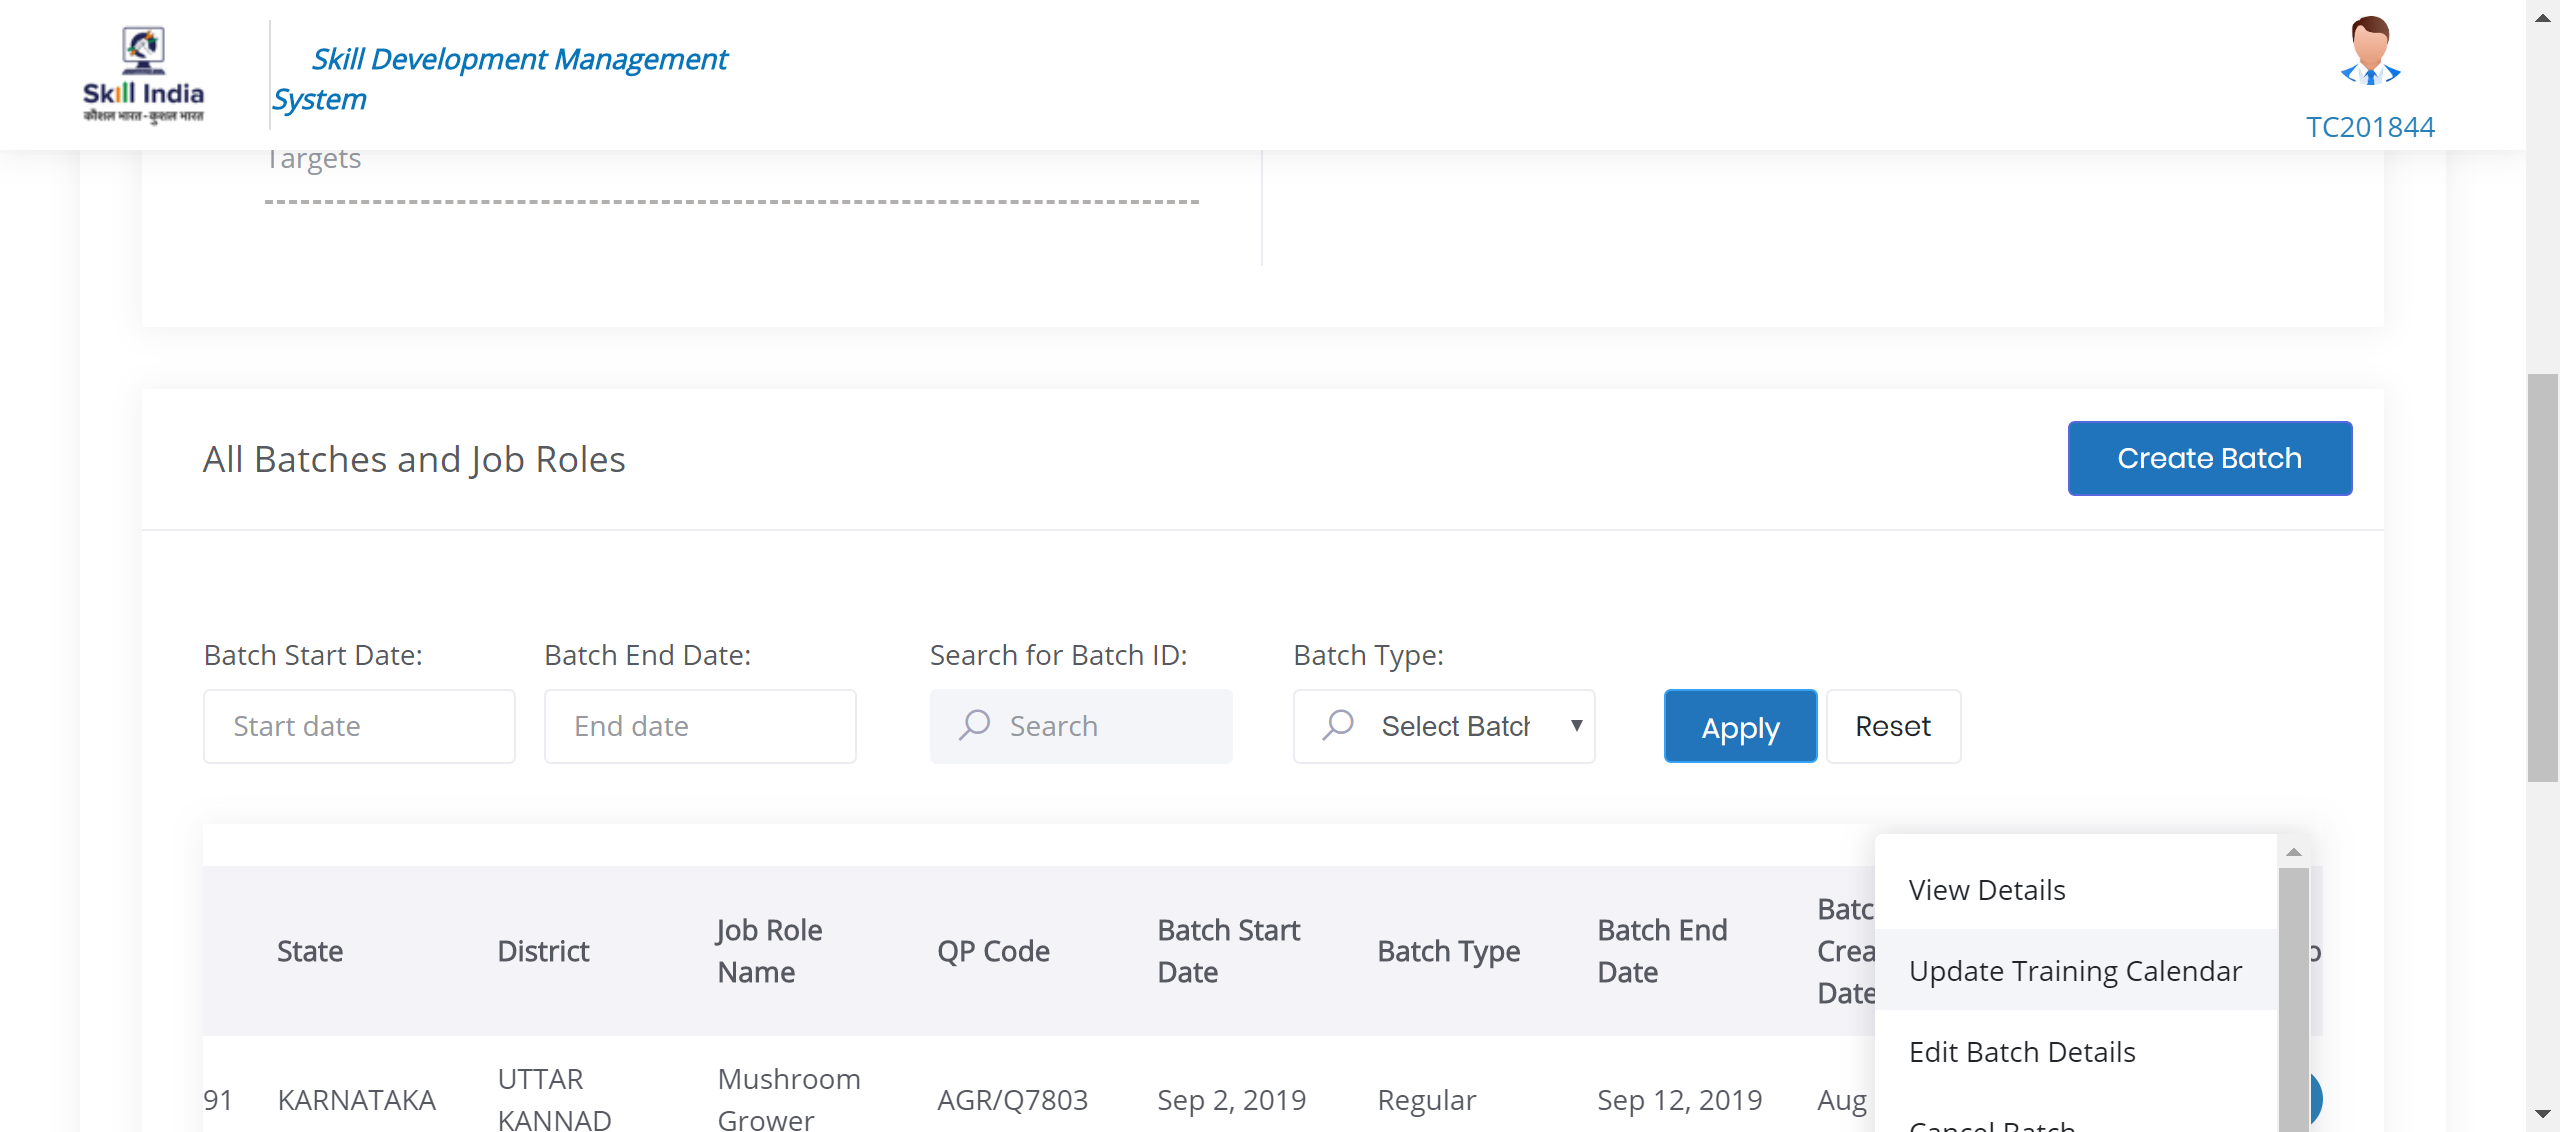 Skill India
कौशल भारत - कुशल भारत
Skill Development Management
System
TC201844
Targets
All Batches and Job Roles
Create Batch
Batch Start Date:
Batch End Date:
Search for Batch ID:
Batch Type:
Start date
End date
Search
Select Batch
Apply
Reset
State
District
Job Role
Name
QP Code
Batch Start
Date
Batch Type
Batch End
Date
Batc
Crea
Date
View Details
Update Training Calendar
Edit Batch Details
Cancel Batch
91
KARNATAKA
UTTAR
KANNAD
Mushroom
Grower
AGR/Q7803
Sep 2, 2019
Regular
Sep 12, 2019
Aug